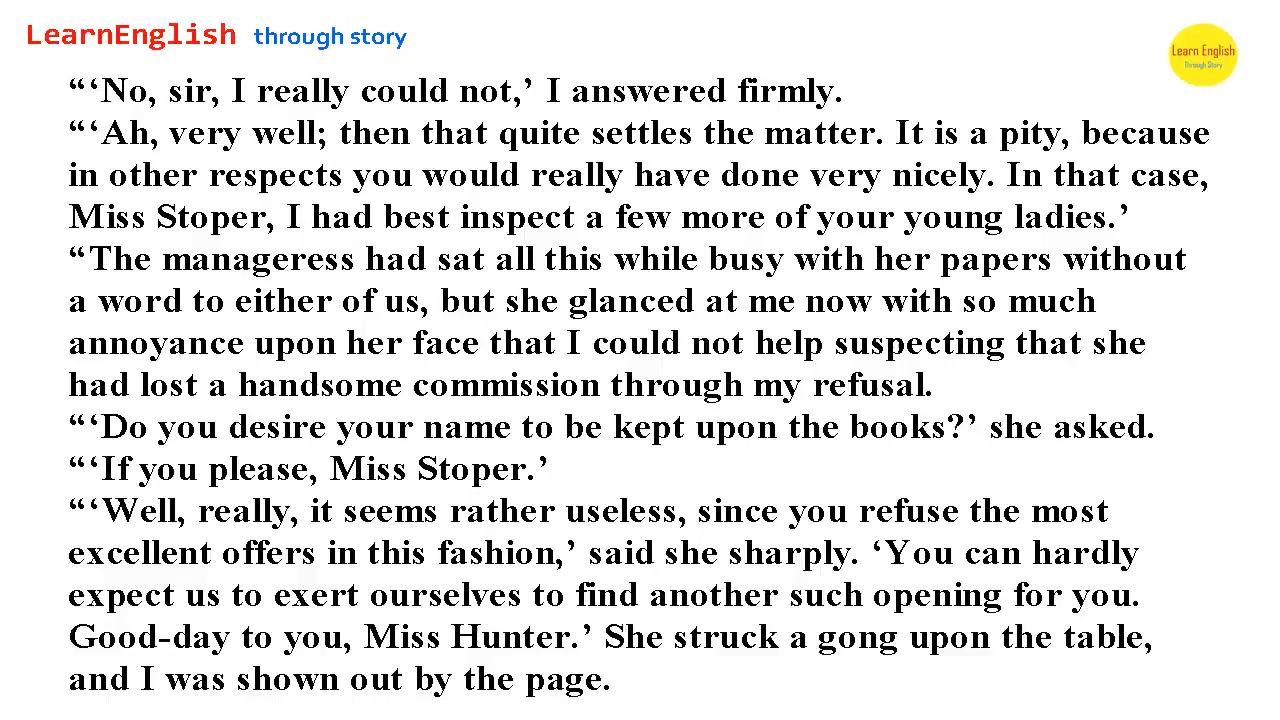 LearnEnglish through story
Learn English
Through Story
“‘No, sir, I really could not,’ I answered firmly.
“‘Ah, very well; then that quite settles the matter. It is a pity, because
in other respects you would really have done very nicely. In that case,
Miss Stoper, I had best inspect a few more of your young ladies.’
“The manageress had sat all this while busy with her papers without
a word to either of us, but she glanced at me now with so much
annoyance upon her face that I could not help suspecting that she
had lost a handsome commission through my refusal.
“‘Do you desire your name to be kept upon the books?’ she asked.
“‘If you please, Miss Stoper.’
“‘Well, really, it seems rather useless, since you refuse the most
excellent offers in this fashion,’ said she sharply. ‘You can hardly
expect us to exert ourselves to find another such opening for you.
Good-day to you, Miss Hunter.’ She struck a gong upon the table,
and I was shown out by the page.